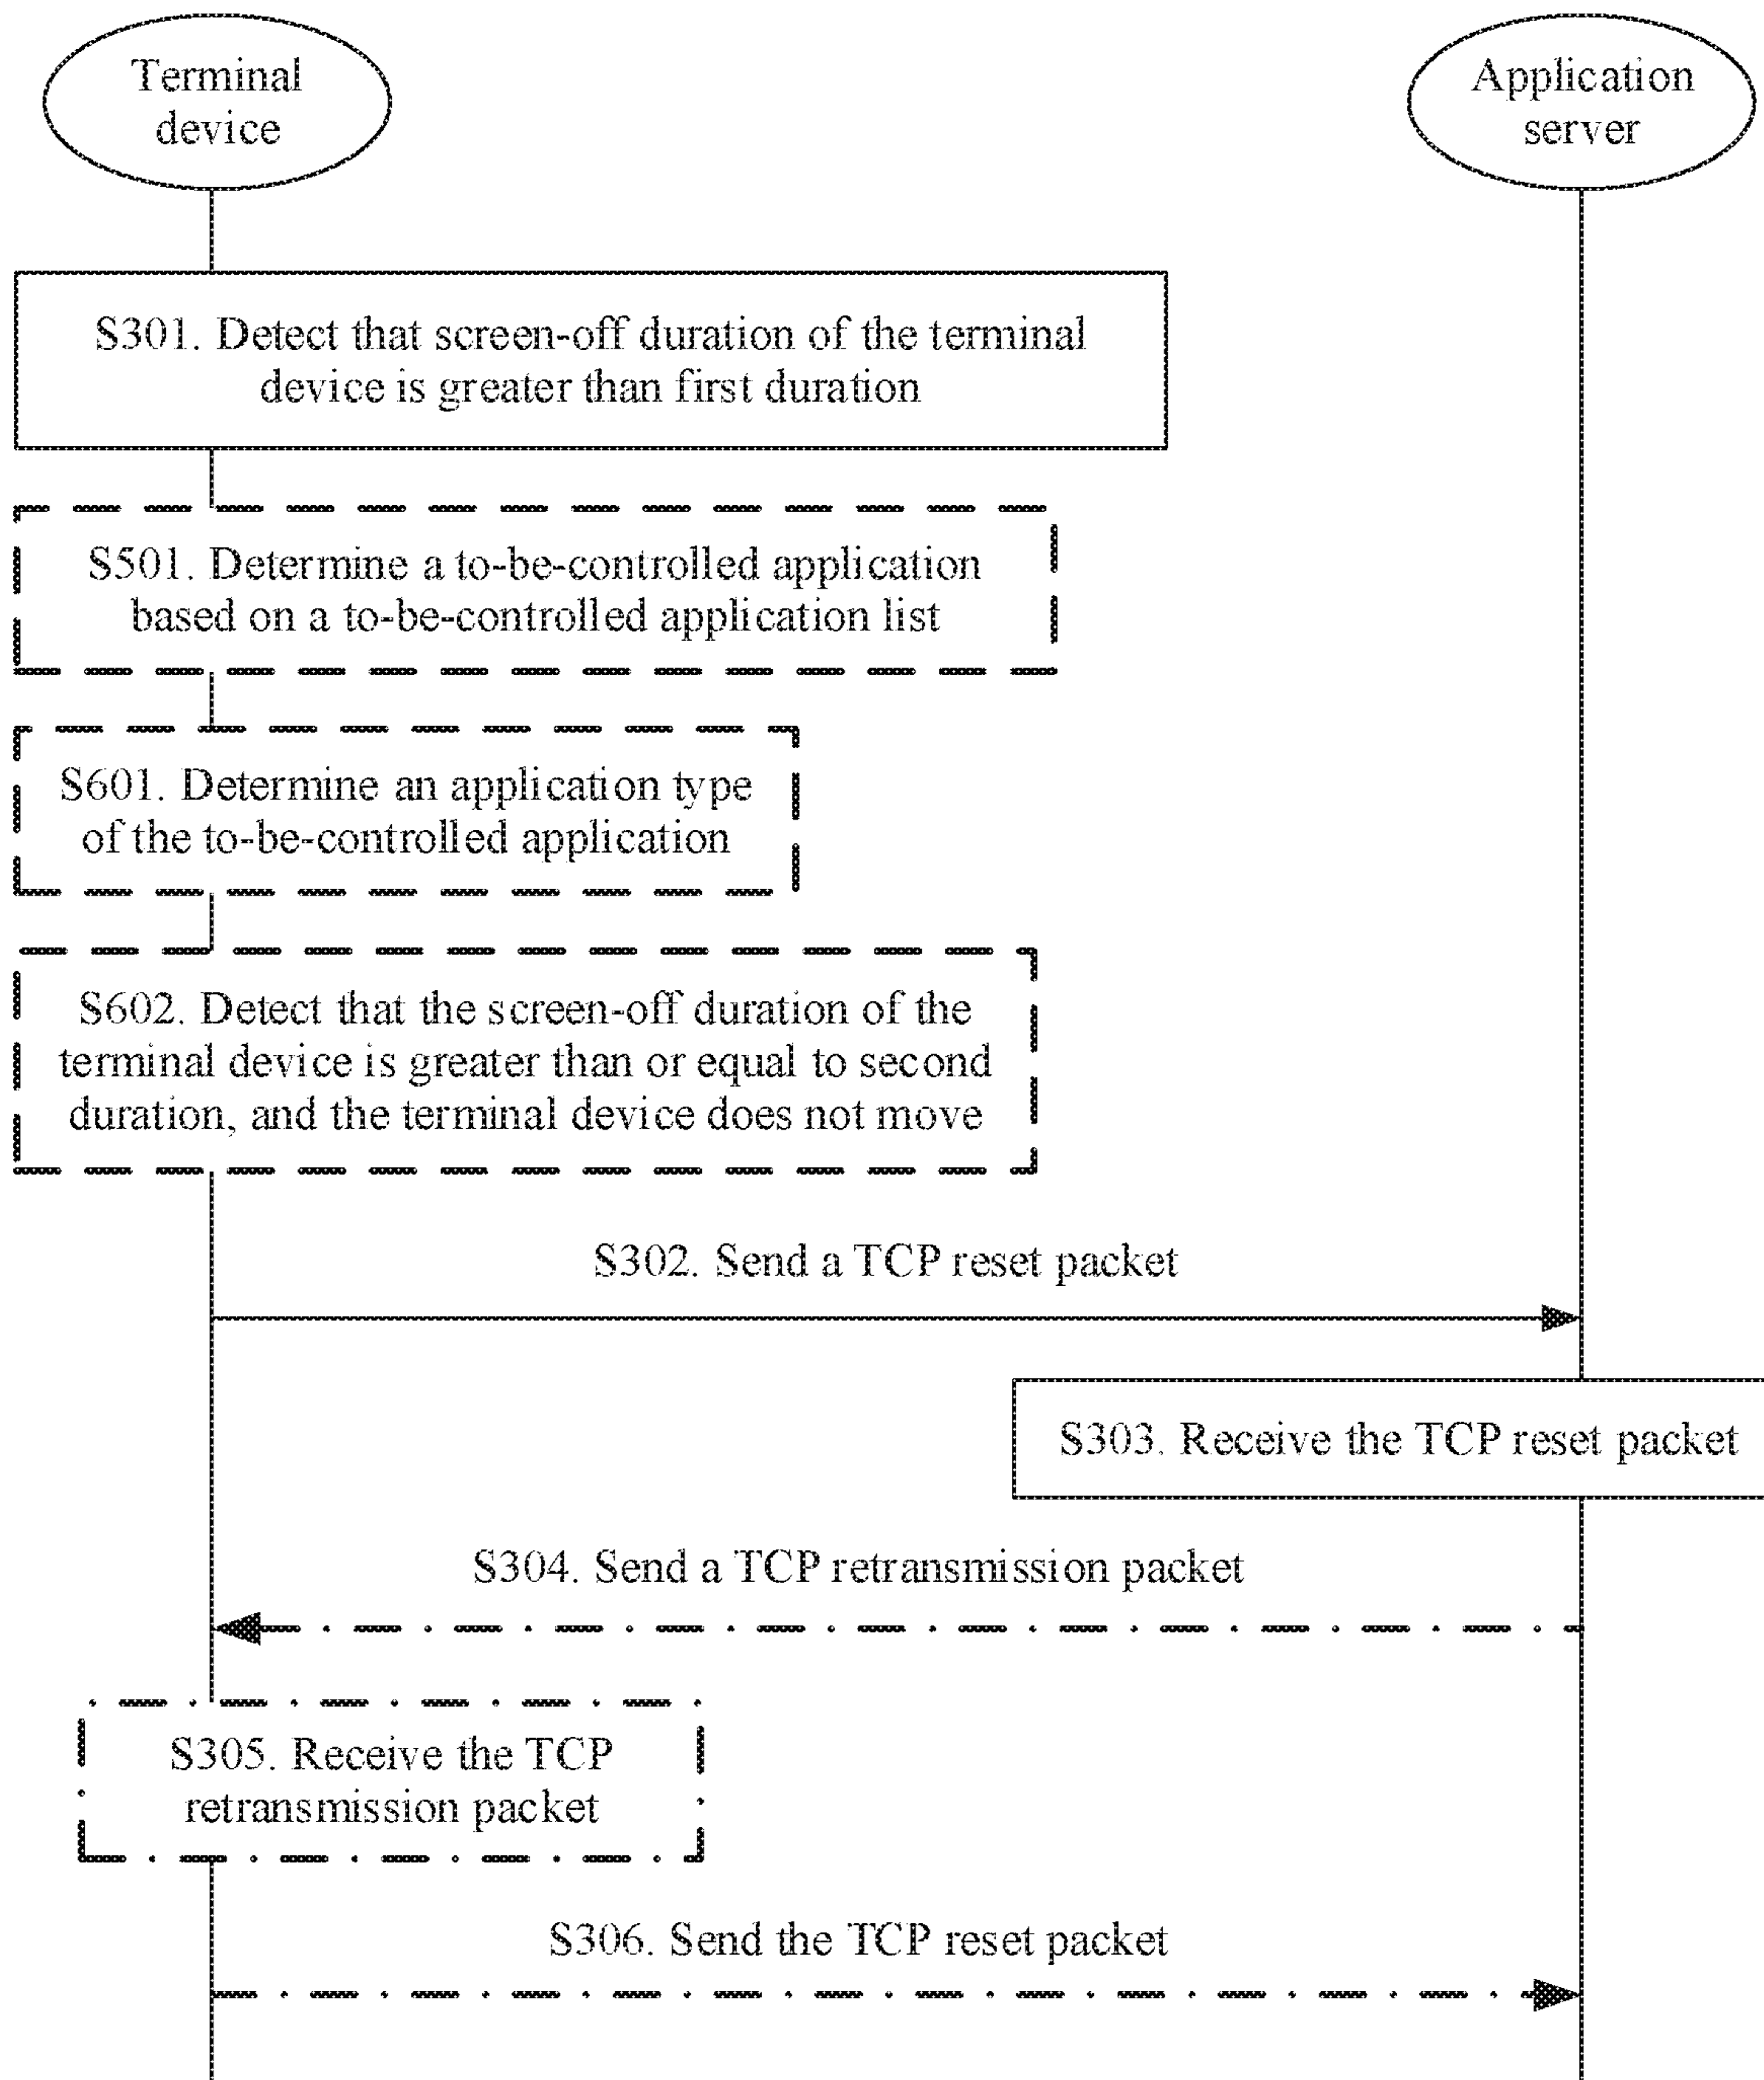 Terminal
device
Application
server
S301. Detect that screen-off duration of the terminal
device is greater than first duration
S501. Determine a to-be-controlled application
based on a to-be-controlled application list
S601. Determine an application type
of the to-be-controlled application
S602. Detect that the screen-off duration of the
terminal device is greater than or equal to second
duration, and the terminal device does not move
S302. Send a TCP reset packet
S303. Receive the TCP reset packet
S304. Send a TCP retransmission packet
S305. Receive the TCP
retransmission packet
S306. Send the TCP reset packet